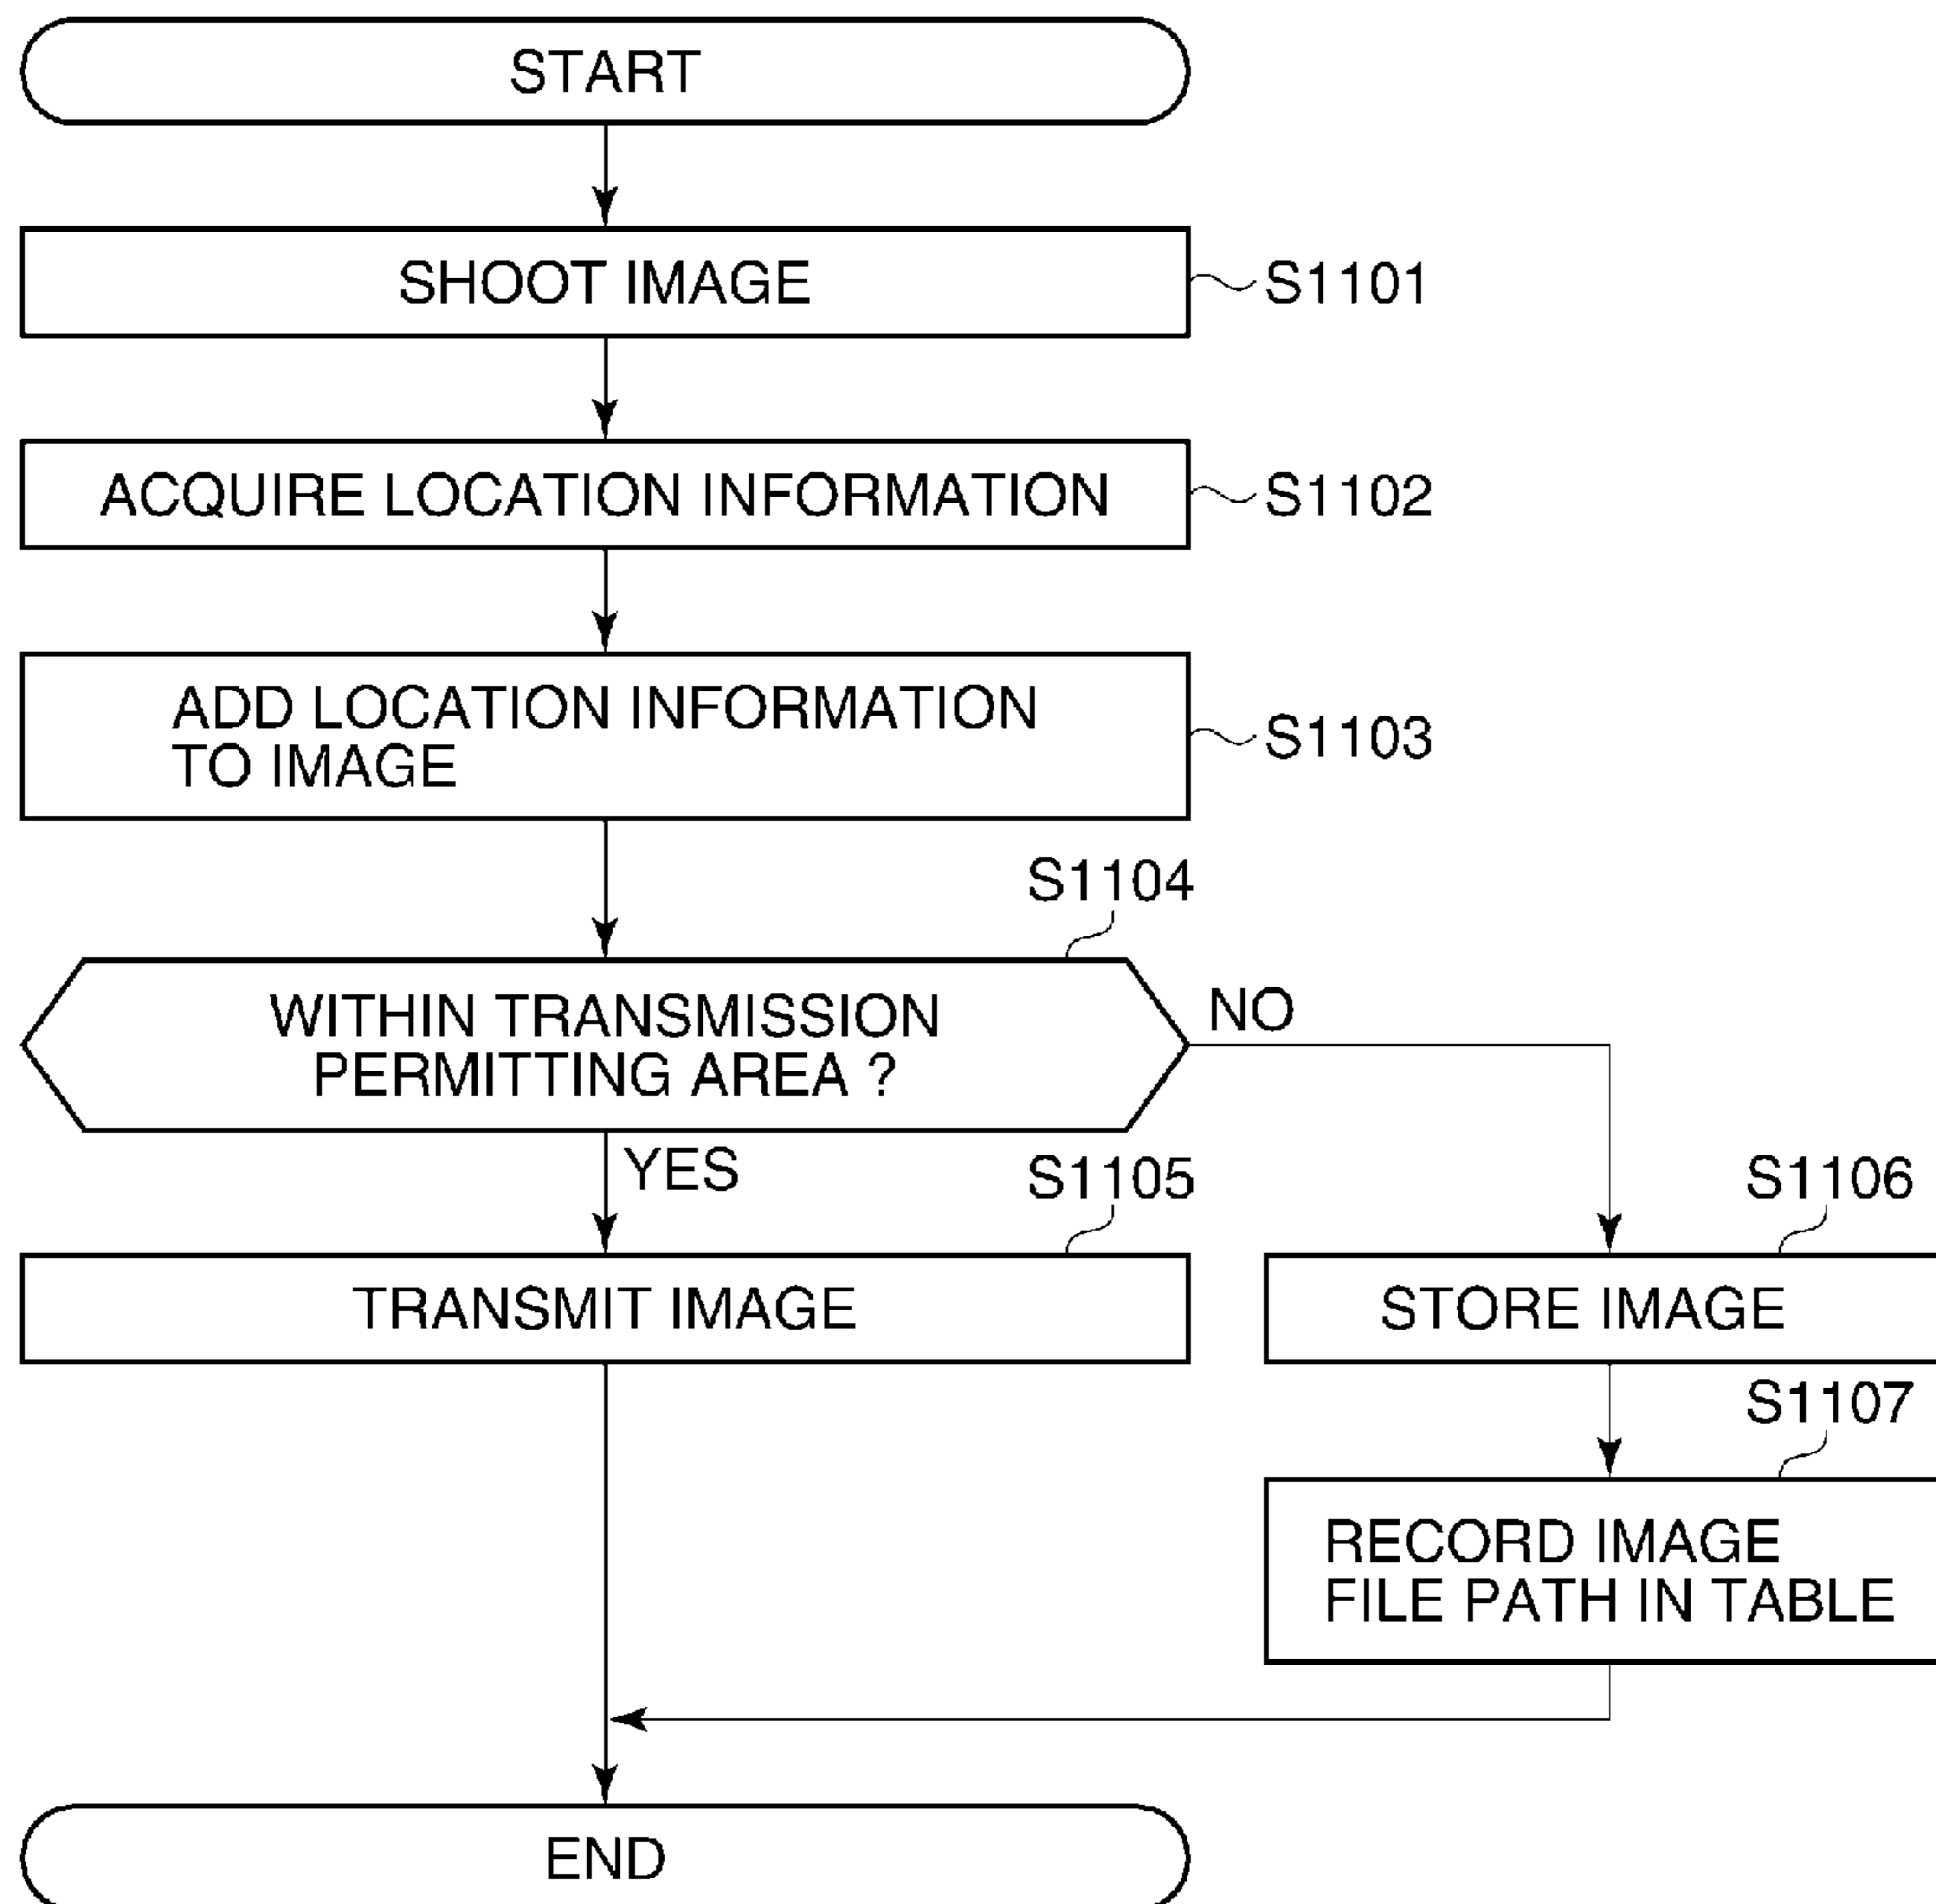 START
SHOOT IMAGE
S1101
ACQUIRE LOCATION INFORMATION
S1102
ADD LOCATION INFORMATION
TO IMAGE
S1103
S1104
WITHIN TRANSMISSION
PERMITTING AREA ?
NO
YES
S1105
TRANSMIT IMAGE
S1106
STORE IMAGE
S1107
RECORD IMAGE
FILE PATH IN TABLE
END